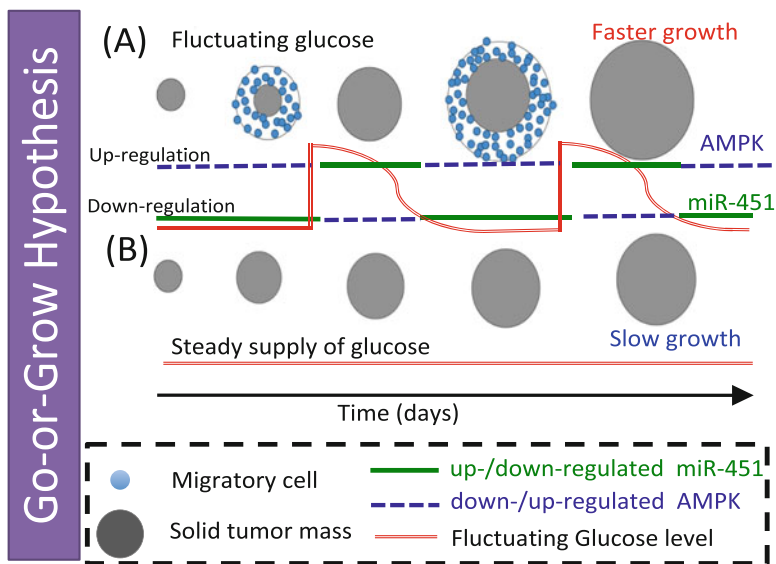 Go-or-Grow Hypothesis
(A)
Fluctuating glucose
Faster growth
Up-regulation
AMPK
Down-regulation
miR-451
(B)
Steady supply of glucose
Slow growth
Time (days)
Migratory cell
up-/down-regulated miR-451
down-/up-regulated AMPK
Solid tumor mass
Fluctuating Glucose level